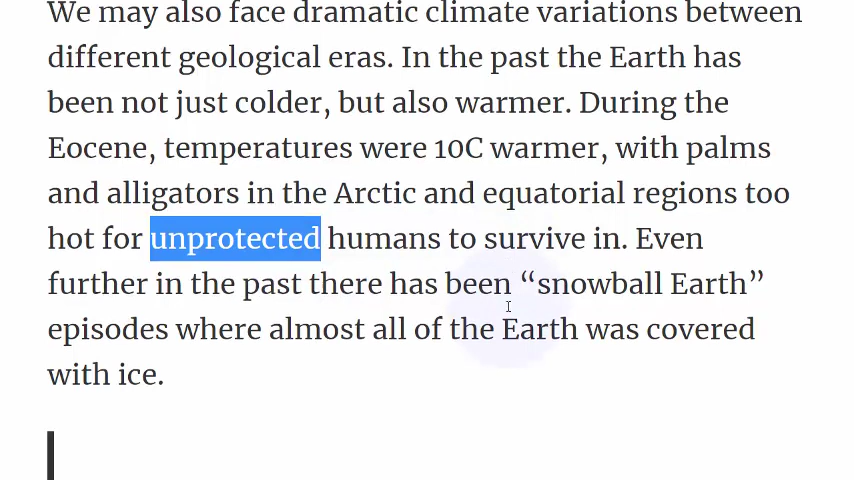 We may also face dramatic climate variations between
different geological eras. In the past the Earth has
been not just colder, but also warmer. During the
Eocene, temperatures were 10C warmer, with palms
and alligators in the Arctic and equatorial regions too
hot for unprotected humans to survive in. Even
further in the past there has been “snowball Earth”
episodes where almost all of the Earth was covered
with ice.